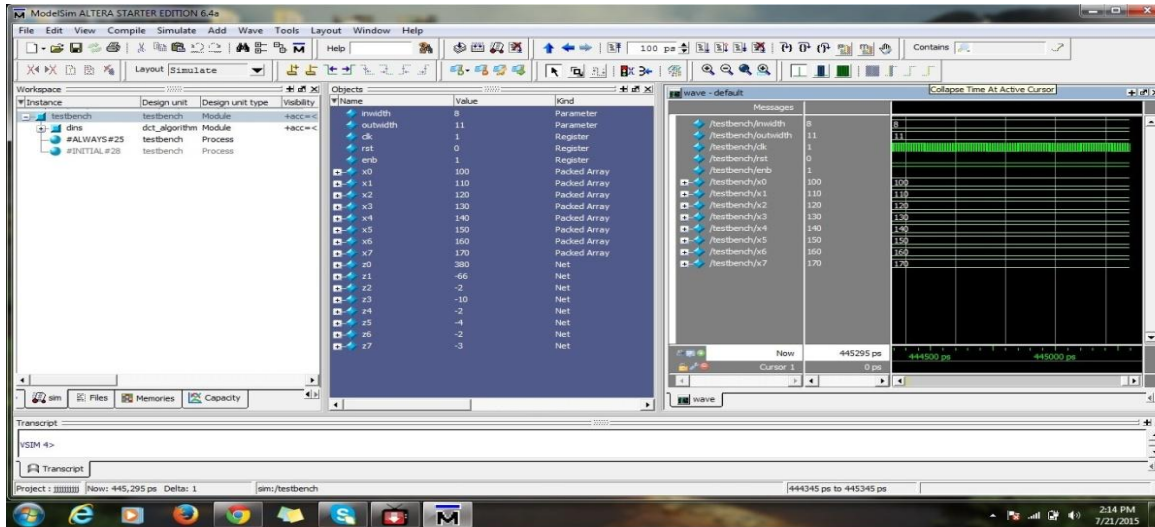 ModelSim ALTERA STARTER EDITION 6.4a
File Edit View Compile Simulate Add Wave Tools Layout Window Help
Help
100 ps
Contains
Layout Simulate
Workspace
Objects
wave - default
Collapse Time At Active Cursor
Instance Design unit Design unit type Visibility
testbench testbench Module +acc=<
dins dct_algorithm Module +acc=<
#ALWAYS#25 testbench Process
#INITIAL#28 testbench Process
Name Value Kind
inwidth 8 Parameter
outwidth 11 Parameter
clk 1 Register
rst 0 Register
enb 1 Register
x0 100 Packed Array
x1 110 Packed Array
x2 120 Packed Array
x3 130 Packed Array
x4 140 Packed Array
x5 150 Packed Array
x6 160 Packed Array
x7 170 Packed Array
z0 380 Net
z1 -66 Net
z2 -2 Net
z3 -10 Net
z4 -2 Net
z5 -4 Net
z6 -2 Net
z7 -3 Net
Messages
/testbench/inwidth 8 8
/testbench/outwidth 11 11
/testbench/clk 1
/testbench/rst 0
/testbench/enb 1
/testbench/x0 100 100
/testbench/x1 110 110
/testbench/x2 120 120
/testbench/x3 130 130
/testbench/x4 140 140
/testbench/x5 150 150
/testbench/x6 160 160
/testbench/x7 170 170
Now 445295 ps 444500 ps 445000 ps
Cursor 1 0 ps
sim Files Memories Capacity
wave
Transcript
VSIM 4>
Transcript
Now: 445,295 ps Delta: 1 sim:/testbench 444345 ps to 445345 ps
2:14 PM
7/21/2015